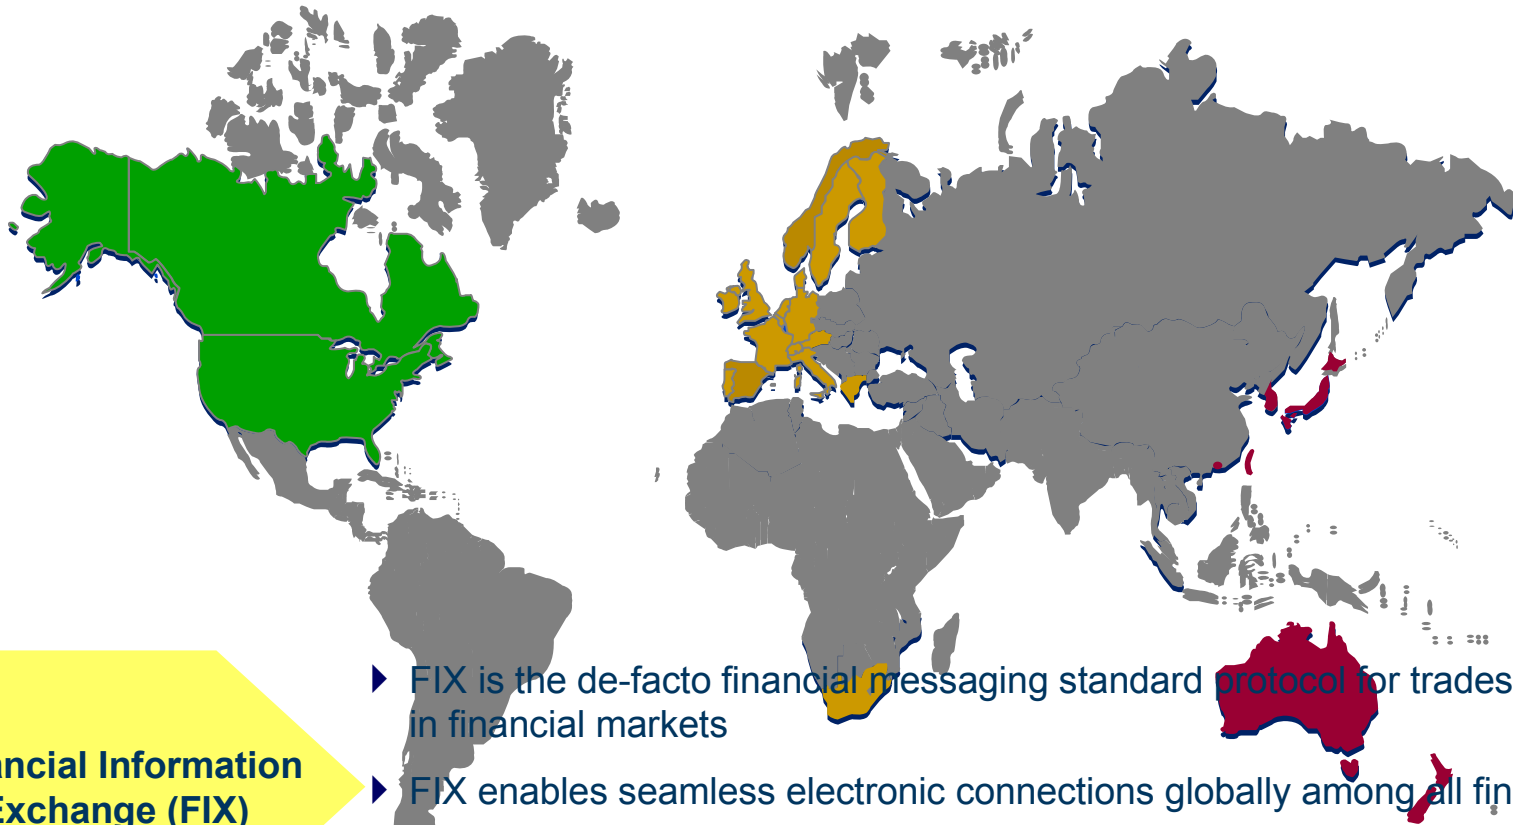 FIX is the de-facto financial messaging standard protocol for trades
in financial markets
ancial Information
Exchange (FIX)
FIX enables seamless electronic connections globally among all fin